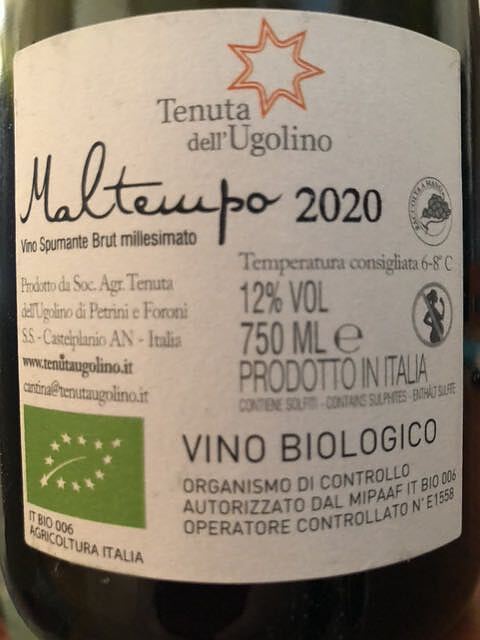 Tenuta
dell'Ugolino
Maltempo 2020
Vino Spumante Brut millesimato
RACCOLTA A MANO
Prodotto da Soc. Agr. Tenuta
dell'Ugolino di Petrini e Foroni
S.S - Castelplanio AN - Italia
www.tenutaugolino.it
cantina@tenutaugolino.it
Temperatura consigliata 6-8° C
12% VOL
750 ML e
PRODOTTO IN ITALIA
CONTIENE SOLFITI - CONTAINS SULPHITES - ENTHÄLT SULFITE
VINO BIOLOGICO
ORGANISMO DI CONTROLLO
AUTORIZZATO DAL MIPAAF IT BIO 006
OPERATORE CONTROLLATO N° E1558
IT BIO 006
AGRICOLTURA ITALIA